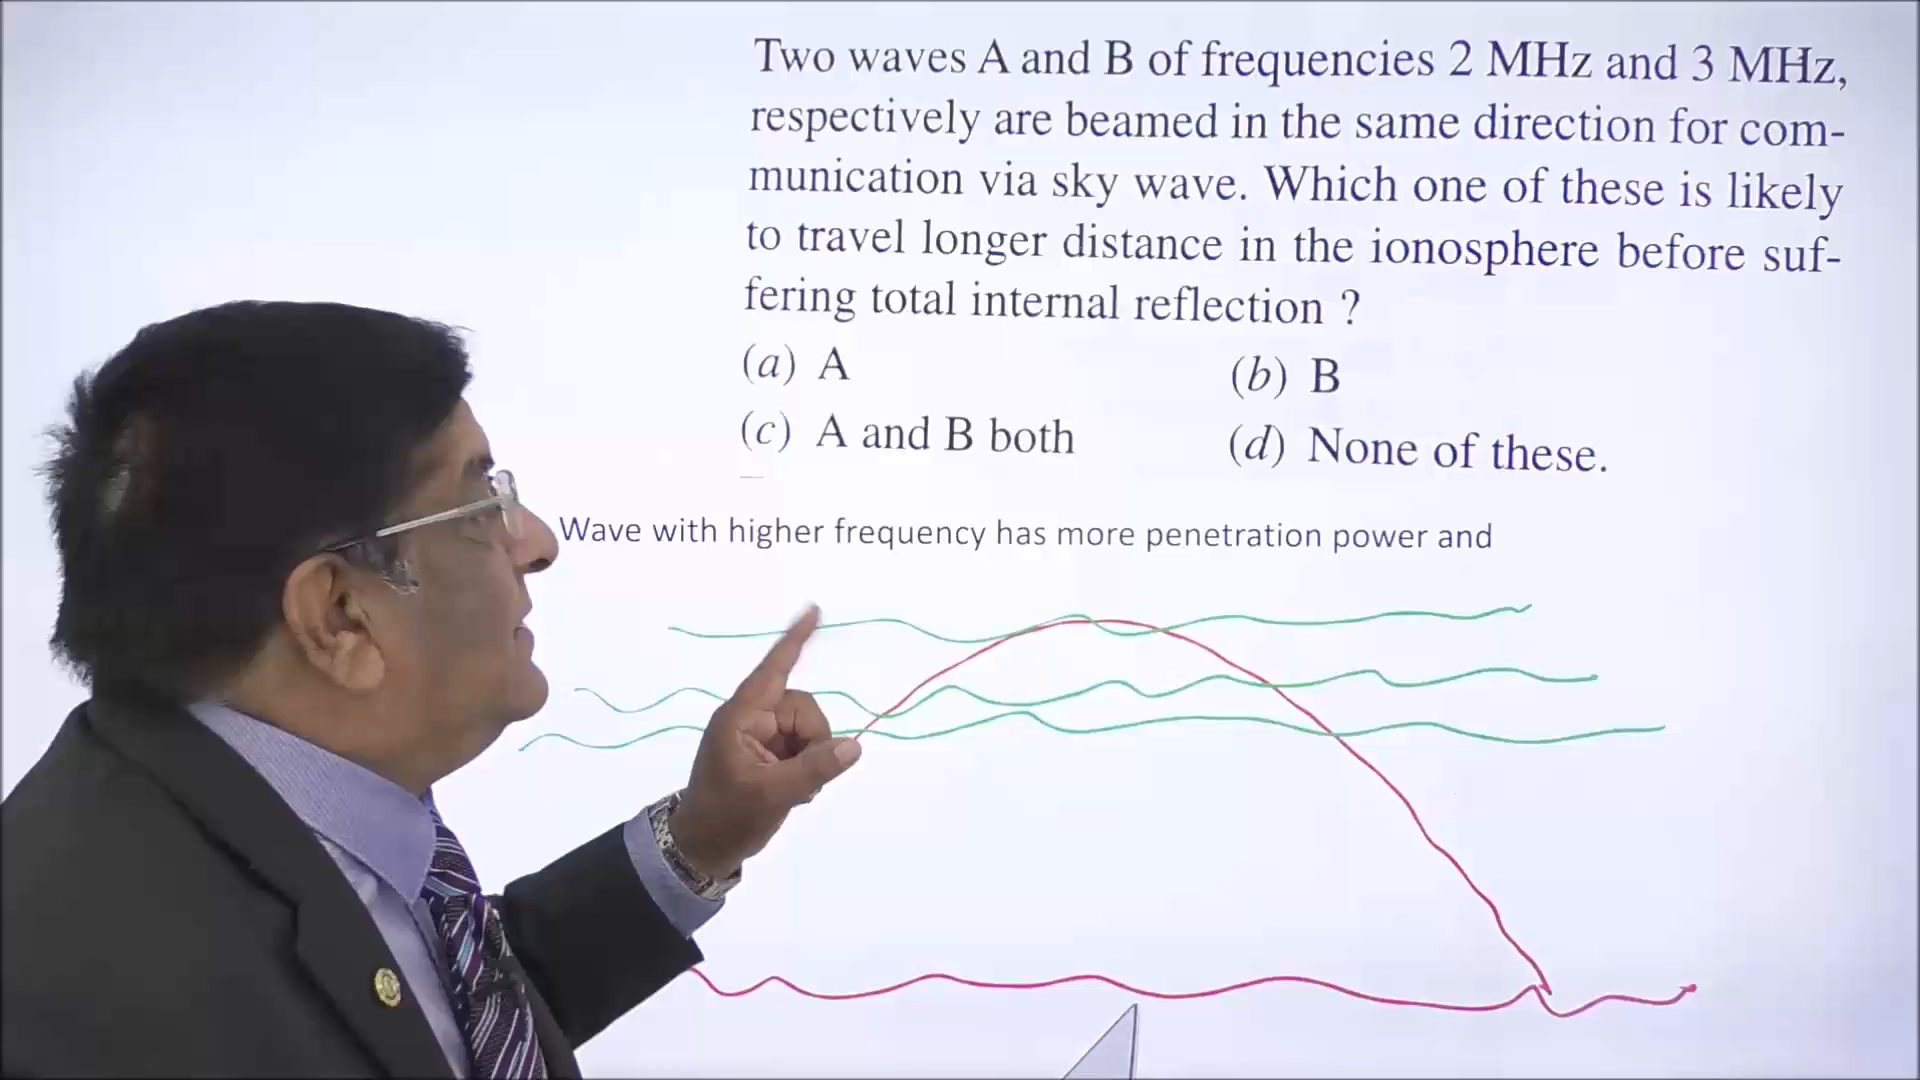 Two waves A and B of frequencies 2 MHz and 3 MHz,
respectively are beamed in the same direction for com-
munication via sky wave. Which one of these is likely
to travel longer distance in the ionosphere before suf-
fering total internal reflection ?
(a) A (b) B
(c) A and B both (d) None of these.
Wave with higher frequency has more penetration power and